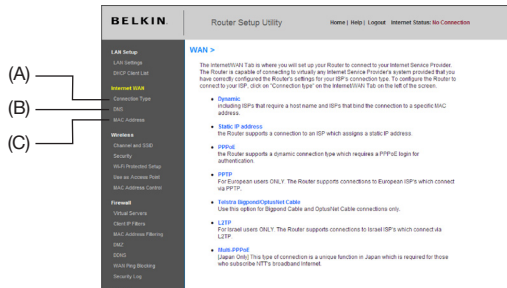 BELKIN.
Router Setup Utility
Home | Help | Logout Internet Status: No Connection
(A)
(B)
(C)
LAN Setup
LAN Settings
DHCP Client List
Internet WAN
Connection Type
DNS
MAC Address
Wireless
Channel and SSID
Security
Wi-Fi Protected Setup
Use as Access Point
MAC Address Control
Firewall
Virtual Servers
Client IP Filters
MAC Address Filtering
DMZ
DDNS
WAN Ping Blocking
Security Log
WAN >
The Internet/WAN Tab is where you will set up your Router to connect to your Internet Service Provider.
The Router is capable of connecting to virtually any Internet Service Provider's system provided that you
have correctly configured the Router's settings for your ISP's connection type. To configure the Router to
connect to your ISP, click on "Connection type" on the Internet/WAN Tab on the left of the screen.
• Dynamic
including ISPs that require a host name and ISPs that bind the connection to a specific MAC
address.
• Static IP address
the Router supports a connection to an ISP which assigns a static IP address.
• PPPoE
the Router supports a dynamic connection type which requires a PPPoE login for
authentication.
• PPTP
For European users ONLY. The Router supports connections to European ISP's which connect
via PPTP.
• Telstra Bigpond/OptusNet Cable
Use this option for Bigpond Cable and OptusNet Cable connections only.
• L2TP
For Israel users ONLY. The Router supports connections to Israel ISP's which connect via
L2TP.
• Multi-PPPoE
[Japan Only] This type of connection is a unique function in Japan which is required for those
who subscribe NTT's broadband Internet.